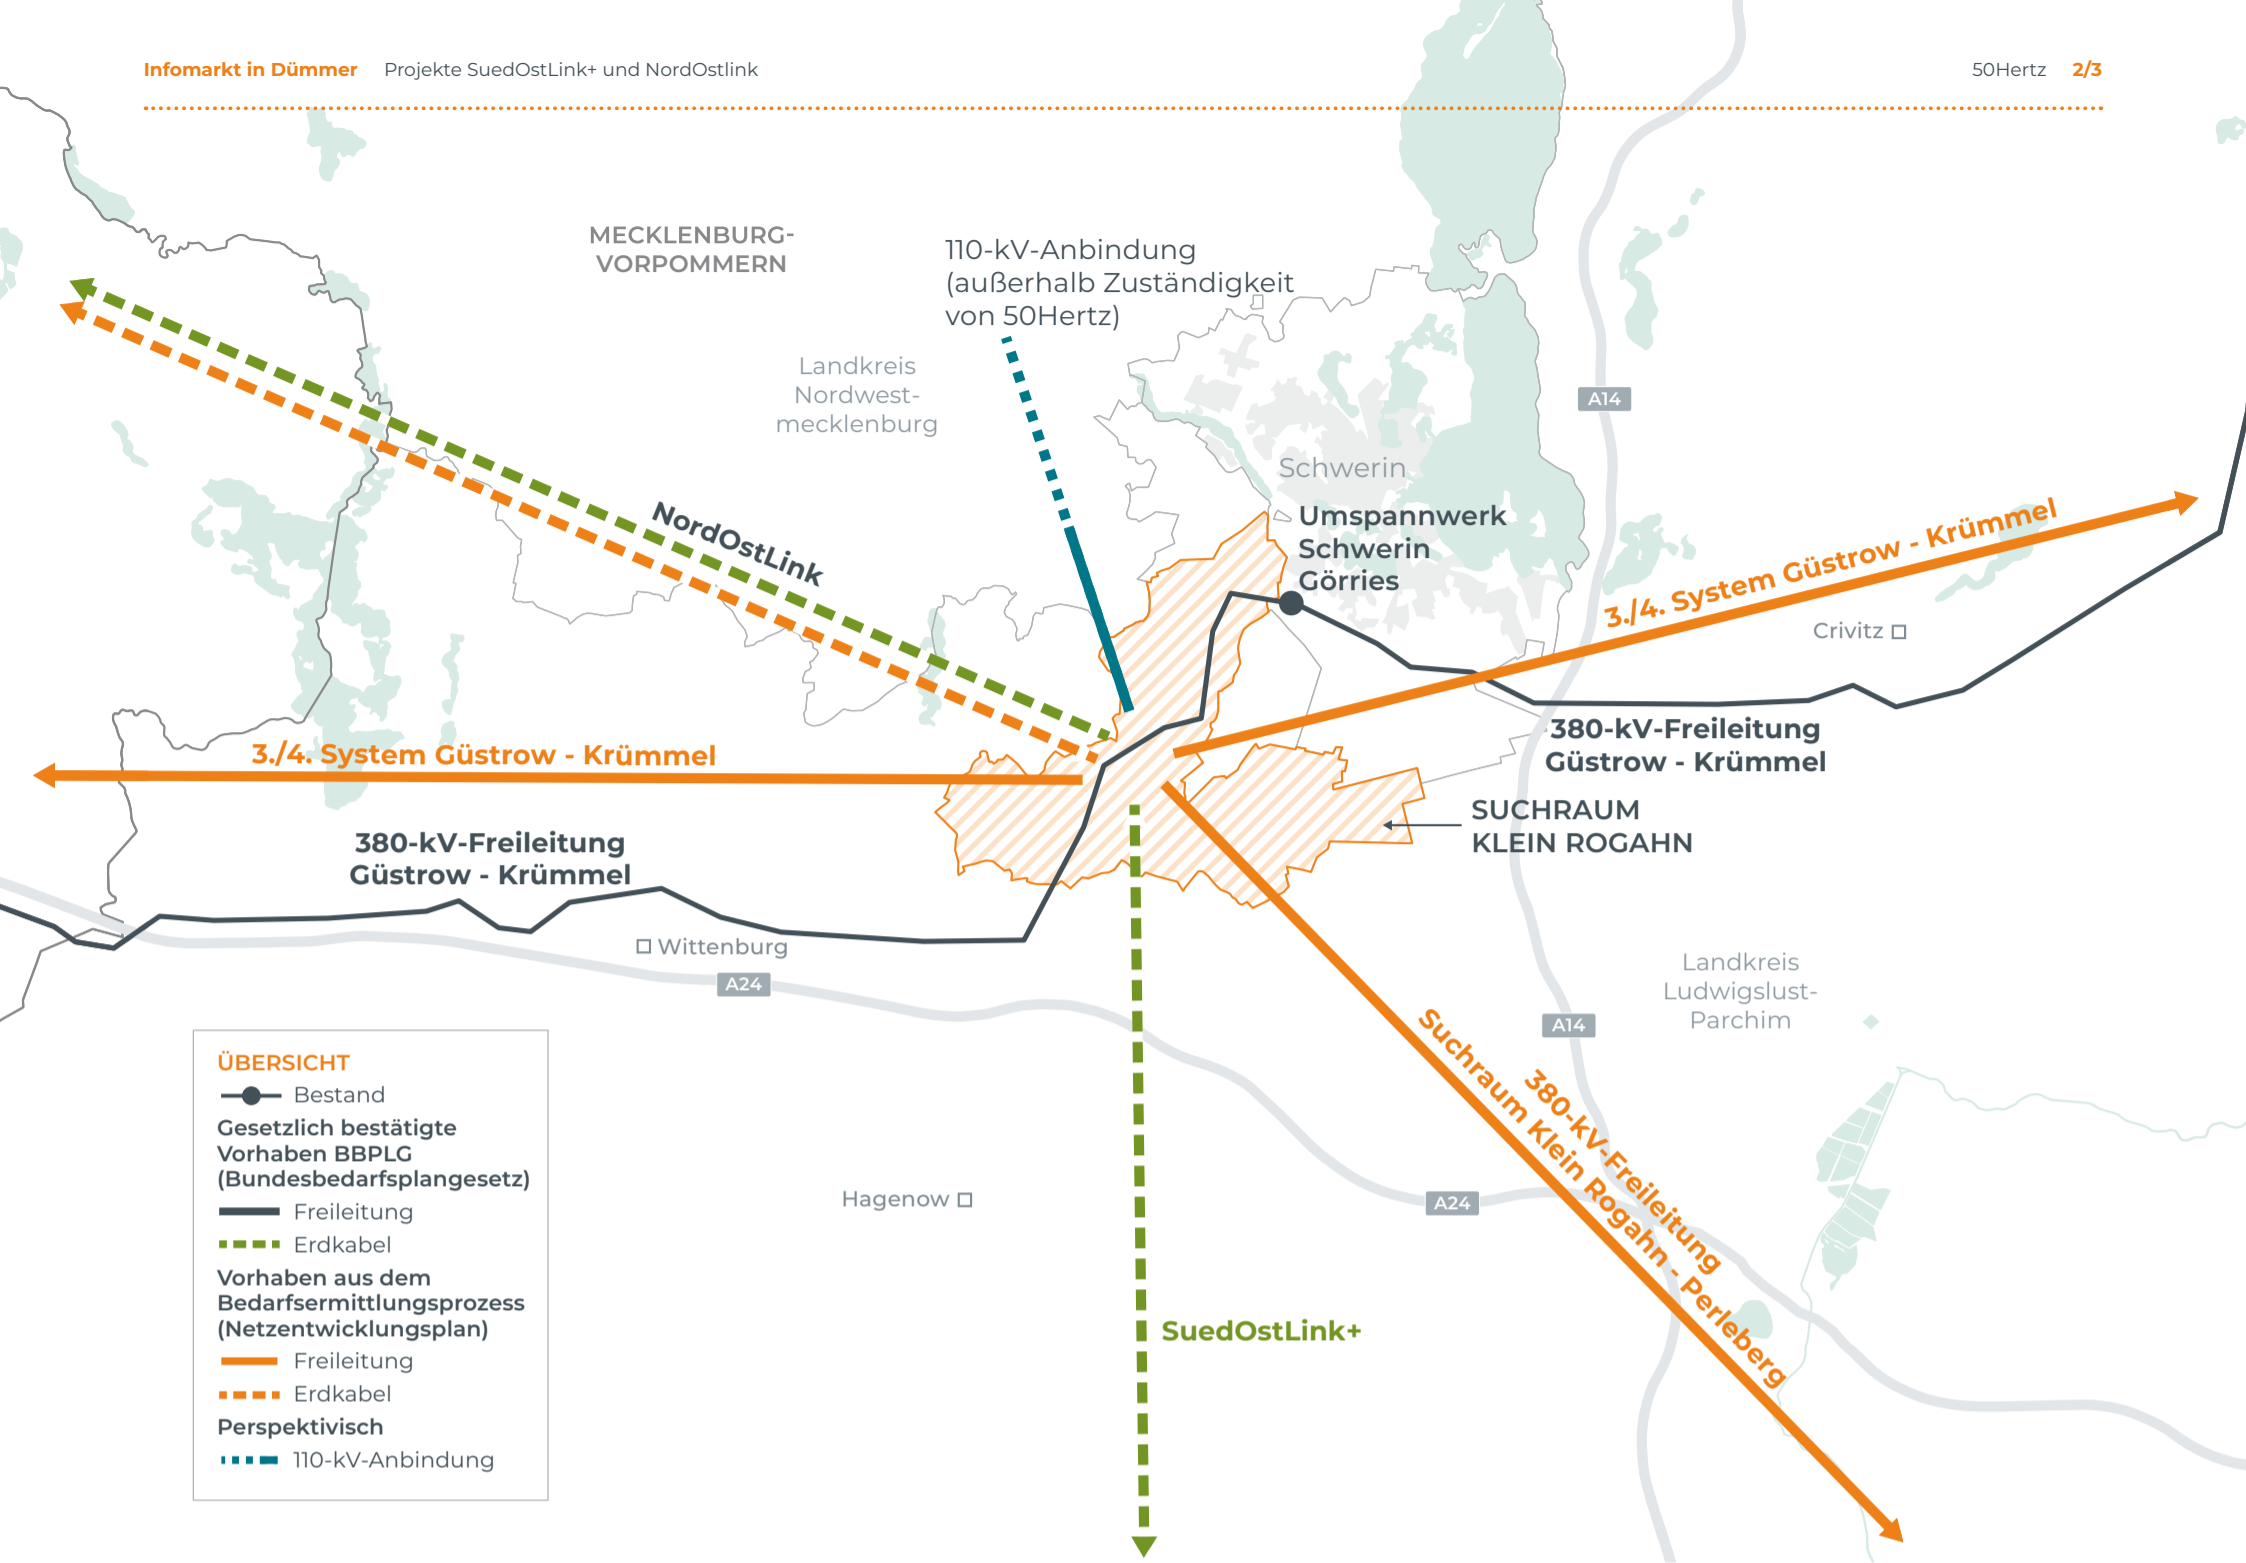 Infomarkt in Dümmer Projekte SuedOstLink+ und NordOstlink 50Hertz 2/3
MECKLENBURG-
VORPOMMERN
110-kV-Anbindung
(außerhalb Zuständigkeit
von 50Hertz)
Landkreis
Nordwest-
mecklenburg
A14
Schwerin
Umspannwerk
Schwerin
Görries
NordOstLink
3./4. System Güstrow - Krümmel
Crivitz
3./4. System Güstrow - Krümmel
380-kV-Freileitung
Güstrow - Krümmel
SUCHRAUM
KLEIN ROGAHN
380-kV-Freileitung
Güstrow - Krümmel
Wittenburg
A24
Landkreis
Ludwigslust-
Parchim
A14
380-kV-Freileitung
Suchraum Klein Rogahn - Perleberg
Hagenow
A24
SuedOstLink+
ÜBERSICHT
Bestand
Gesetzlich bestätigte
Vorhaben BBPLG
(Bundesbedarfsplangesetz)
Freileitung
Erdkabel
Vorhaben aus dem
Bedarfsermittlungsprozess
(Netzentwicklungsplan)
Freileitung
Erdkabel
Perspektivisch
110-kV-Anbindung